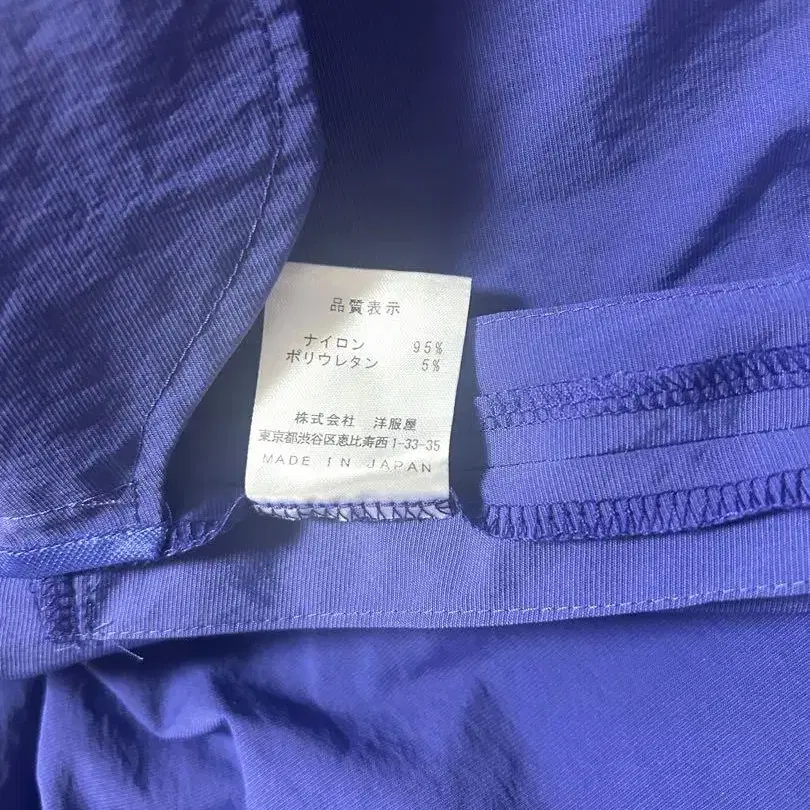 品質表示
ナイロン 95%
ポリウレタン 5%
株式会社 洋服屋
東京都渋谷区恵比寿西1-33-35
MADE IN JAPAN